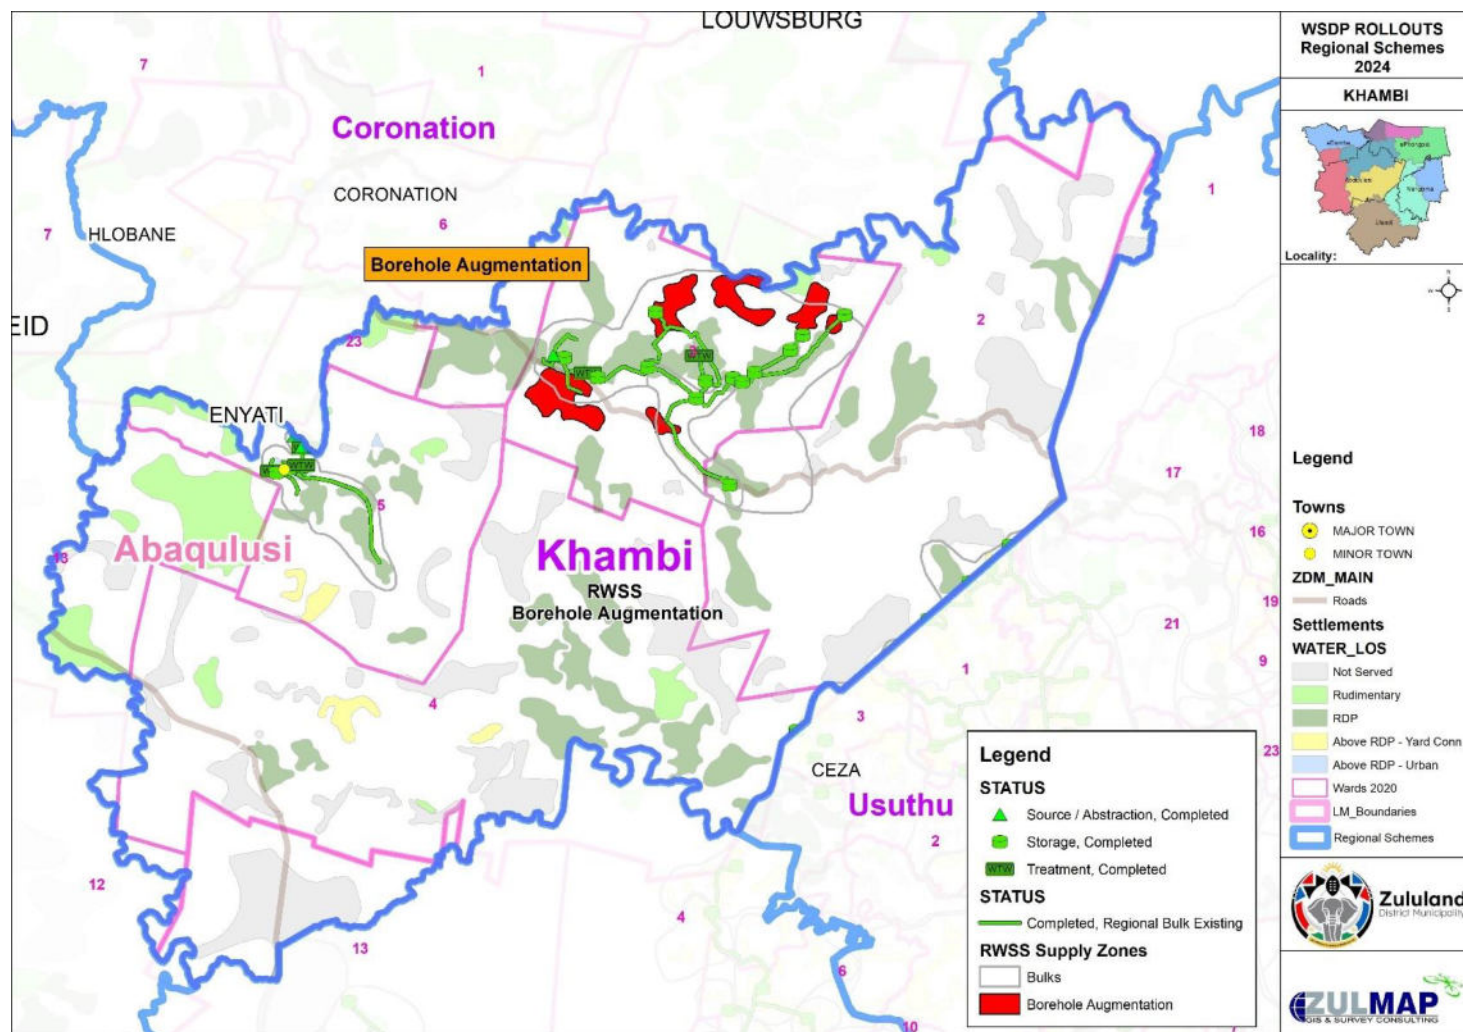 LOUWSBURG
7
1
Coronation
CORONATION
6
7
HLOBANE
Borehole Augmentation
EID
23
2
1
WTW
ENYATI
WTW
5
18
17
Abaqulusi
13
16
Khambi
RWSS
Borehole Augmentation
19
21
9
1
4
3
23
CEZA
Usuthu
2
12
4
13
6
10
7
WSDP ROLLOUTS
Regional Schemes
2024
KHAMBI
Locality:
N
Legend
Towns
MAJOR TOWN
MINOR TOWN
ZDM_MAIN
Roads
Settlements
WATER_LOS
Not Served
Rudimentary
RDP
Above RDP - Yard Conn
Above RDP - Urban
Wards 2020
LM_Boundaries
Regional Schemes
Legend
STATUS
Source / Abstraction, Completed
Storage, Completed
WTW Treatment, Completed
STATUS
Completed, Regional Bulk Existing
RWSS Supply Zones
Bulks
Borehole Augmentation
Zululand
District Municipality
ZULMAP
GIS & SURVEY CONSULTING